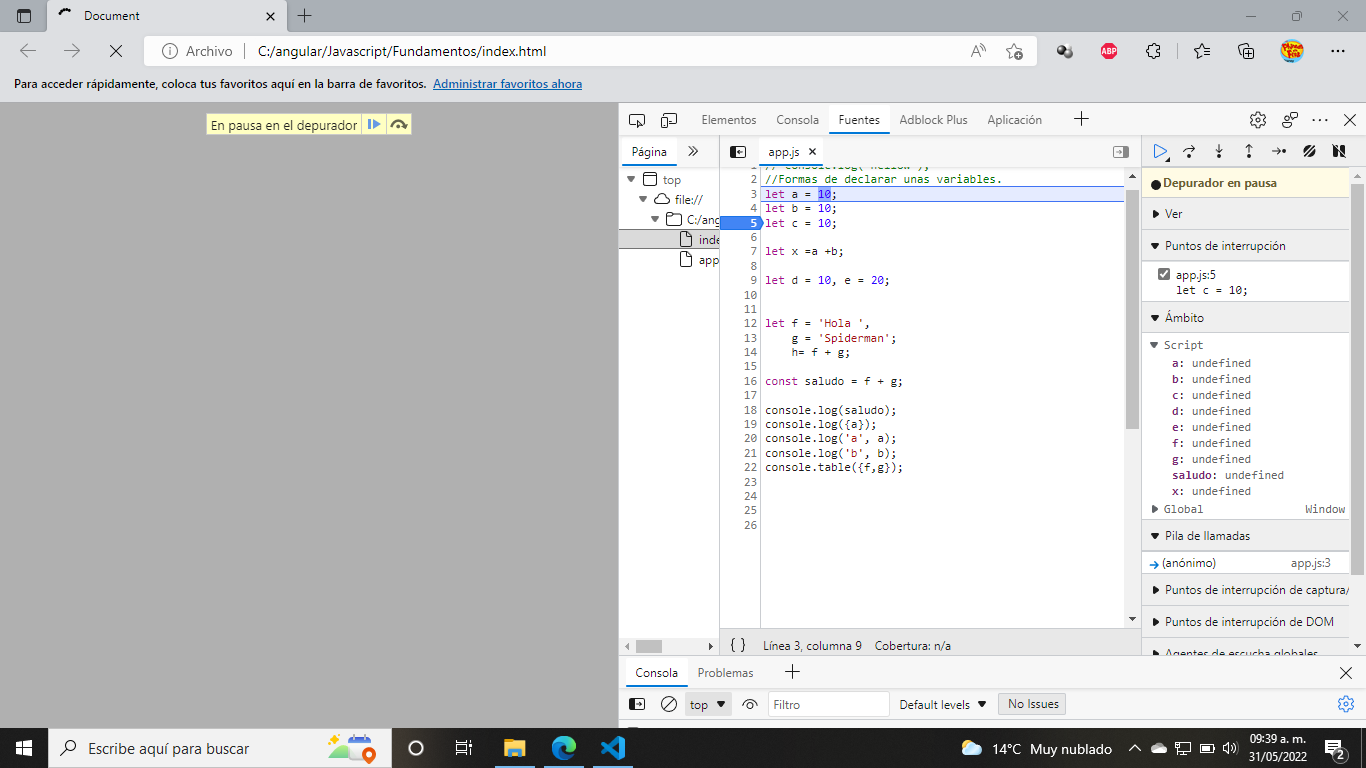 Document
Archivo C:/angular/Javascript/Fundamentos/index.html
ABP
Para acceder rápidamente, coloca tus favoritos aquí en la barra de favoritos. Administrar favoritos ahora
En pausa en el depurador
Elementos Consola Fuentes Adblock Plus Aplicación
Página
app.js
top
file://
C:/ang
inde
app
2 //Formas de declarar unas variables.
3 let a = 10;
4 let b = 10;
5 let c = 10;
6
7 let x =a +b;
8
9 let d = 10, e = 20;
10
11
12 let f = 'Hola ',
13 g = 'Spiderman';
14 h= f + g;
15
16 const saludo = f + g;
17
18 console.log(saludo);
19 console.log({a});
20 console.log('a', a);
21 console.log('b', b);
22 console.table({f,g});
23
24
25
26
Línea 3, columna 9 Cobertura: n/a
Depurador en pausa
Ver
Puntos de interrupción
app.js:5
let c = 10;
Ámbito
Script
a: undefined
b: undefined
c: undefined
d: undefined
e: undefined
f: undefined
g: undefined
saludo: undefined
x: undefined
Global Window
Pila de llamadas
(anónimo) app.js:3
Puntos de interrupción de captura/
Puntos de interrupción de DOM
Agentes de escucha globales
Consola Problemas
top Filtro Default levels No Issues
Escribe aquí para buscar
14°C Muy nublado
09:39 a. m.
31/05/2022
2